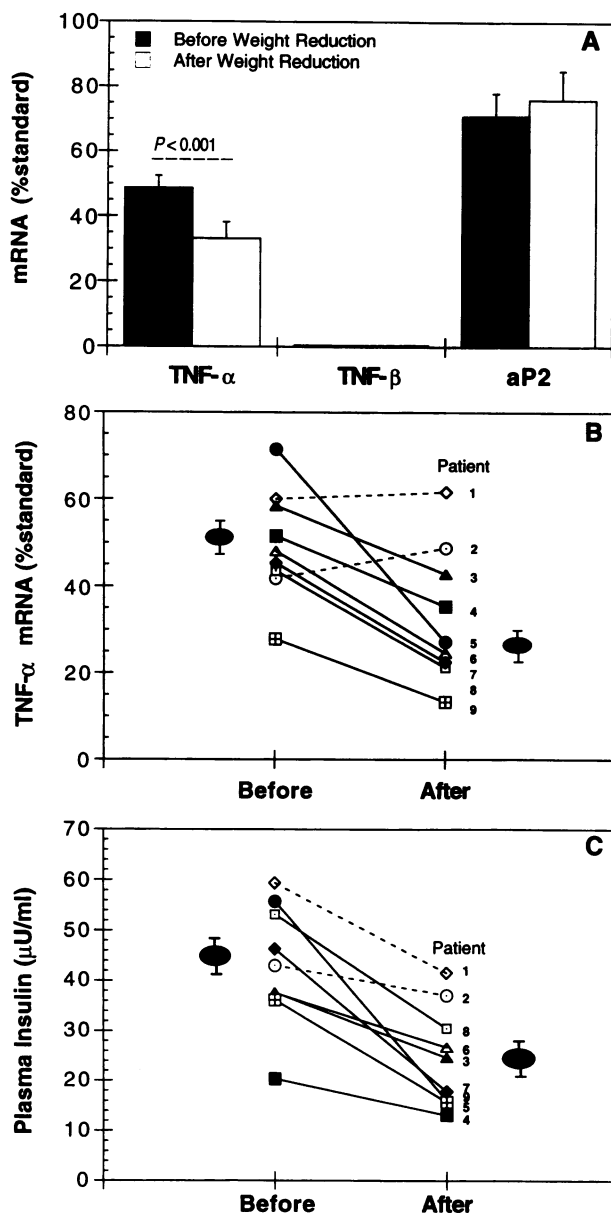 100
80
60
40
20
0
mRNA (%standard)
Before Weight Reduction
After Weight Reduction
A
P < 0.001
TNF-α
TNF-β
aP2
80
60
40
20
0
TNF-α mRNA (%standard)
B
Patient
1
2
3
4
5
6
7
8
9
Before
After
70
60
50
40
30
20
10
0
Plasma Insulin (μU/ml)
C
Patient
1
2
8
6
3
7
9
5
4
Before
After